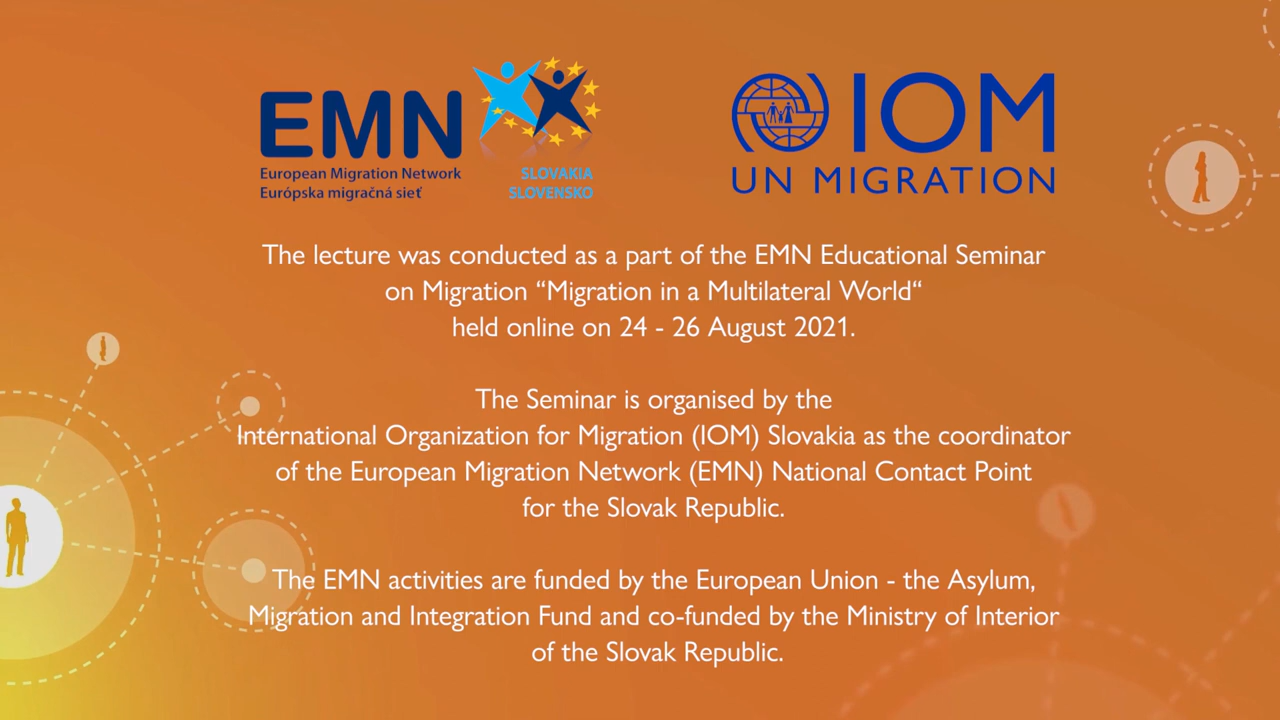 EMN
European Migration Network
Európska migračná sieť
SLOVAKIA
SLOVENSKO
IOM
UN MIGRATION
The lecture was conducted as a part of the EMN Educational Seminar
on Migration “Migration in a Multilateral World“
held online on 24 - 26 August 2021.
The Seminar is organised by the
International Organization for Migration (IOM) Slovakia as the coordinator
of the European Migration Network (EMN) National Contact Point
for the Slovak Republic.
The EMN activities are funded by the European Union - the Asylum,
Migration and Integration Fund and co-funded by the Ministry of Interior
of the Slovak Republic.